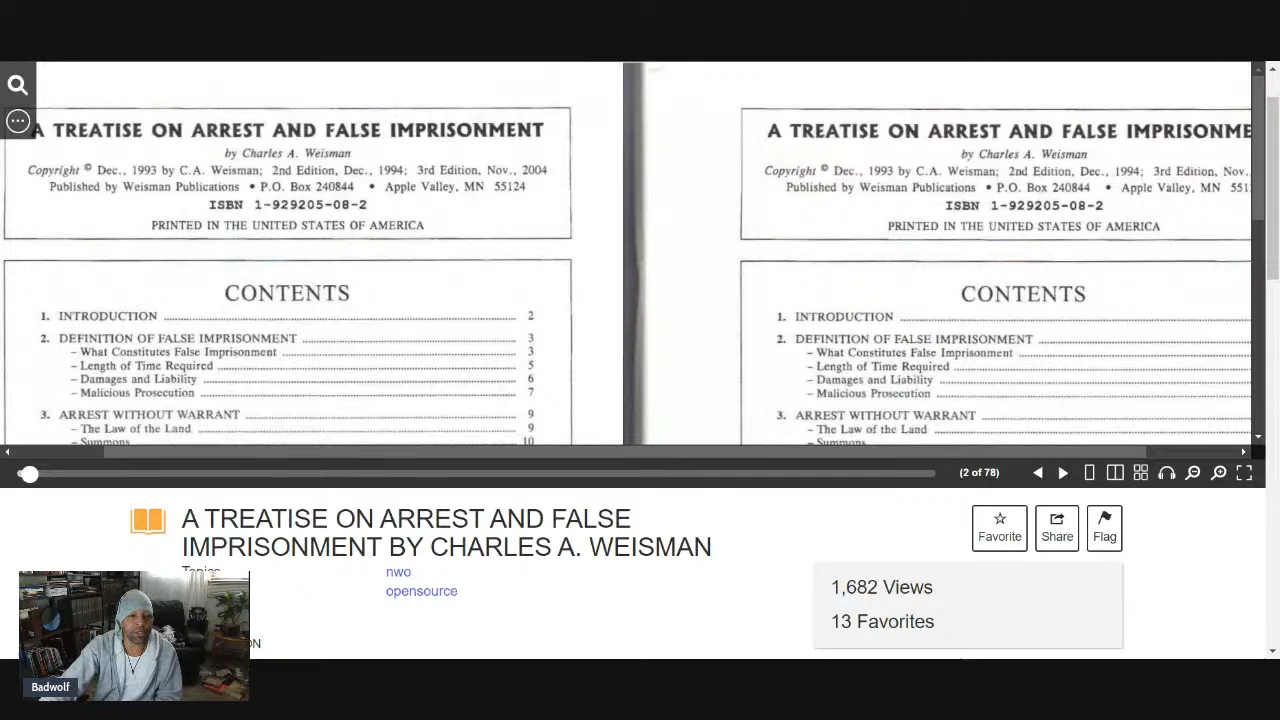 A TREATISE ON ARREST AND FALSE IMPRISONMENT
by Charles A. Weisman
Copyright © Dec., 1993 by C.A. Weisman; 2nd Edition, Dec., 1994; 3rd Edition, Nov., 2004
Published by Weisman Publications • P.O. Box 240844 • Apple Valley, MN 55124
ISBN 1-929205-08-2
PRINTED IN THE UNITED STATES OF AMERICA
CONTENTS
1. INTRODUCTION 2
2. DEFINITION OF FALSE IMPRISONMENT 3
– What Constitutes False Imprisonment 3
– Length of Time Required 5
– Damages and Liability 6
– Malicious Prosecution 7
3. ARREST WITHOUT WARRANT 9
– The Law of the Land 9
– Summons 10
A TREATISE ON ARREST AND FALSE IMPRISONME
by Charles A. Weisman
Copyright © Dec., 1993 by C.A. Weisman; 2nd Edition, Dec., 1994; 3rd Edition, Nov.,
Published by Weisman Publications • P.O. Box 240844 • Apple Valley, MN 551
ISBN 1-929205-08-2
PRINTED IN THE UNITED STATES OF AMERICA
CONTENTS
1. INTRODUCTION
2. DEFINITION OF FALSE IMPRISONMENT
– What Constitutes False Imprisonment
– Length of Time Required
– Damages and Liability
– Malicious Prosecution
3. ARREST WITHOUT WARRANT
– The Law of the Land
– Summons
(2 of 78)
A TREATISE ON ARREST AND FALSE
IMPRISONMENT BY CHARLES A. WEISMAN
Favorite Share Flag
Topics nwo
opensource
1,682 Views
13 Favorites
ON
Badwolf